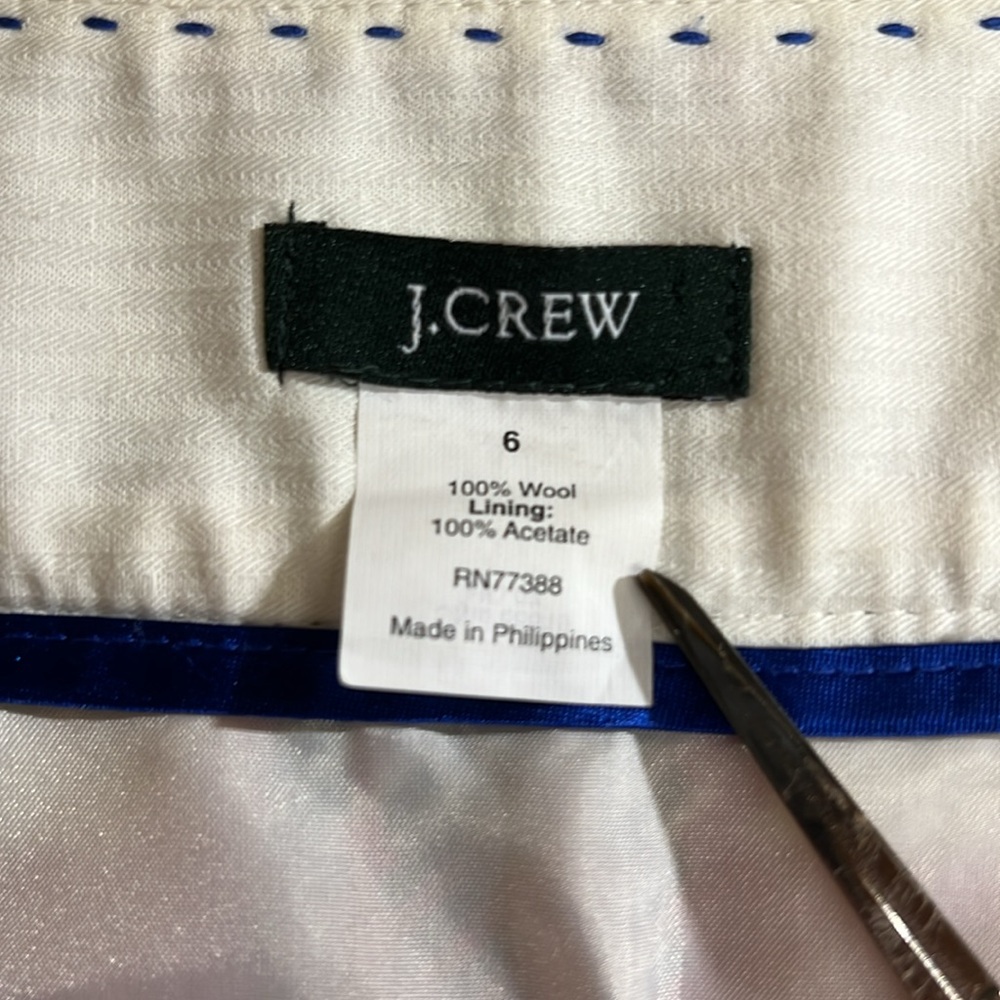 J.CREW
6
100% Wool
Lining:
100% Acetate
RN77388
Made in Philippines